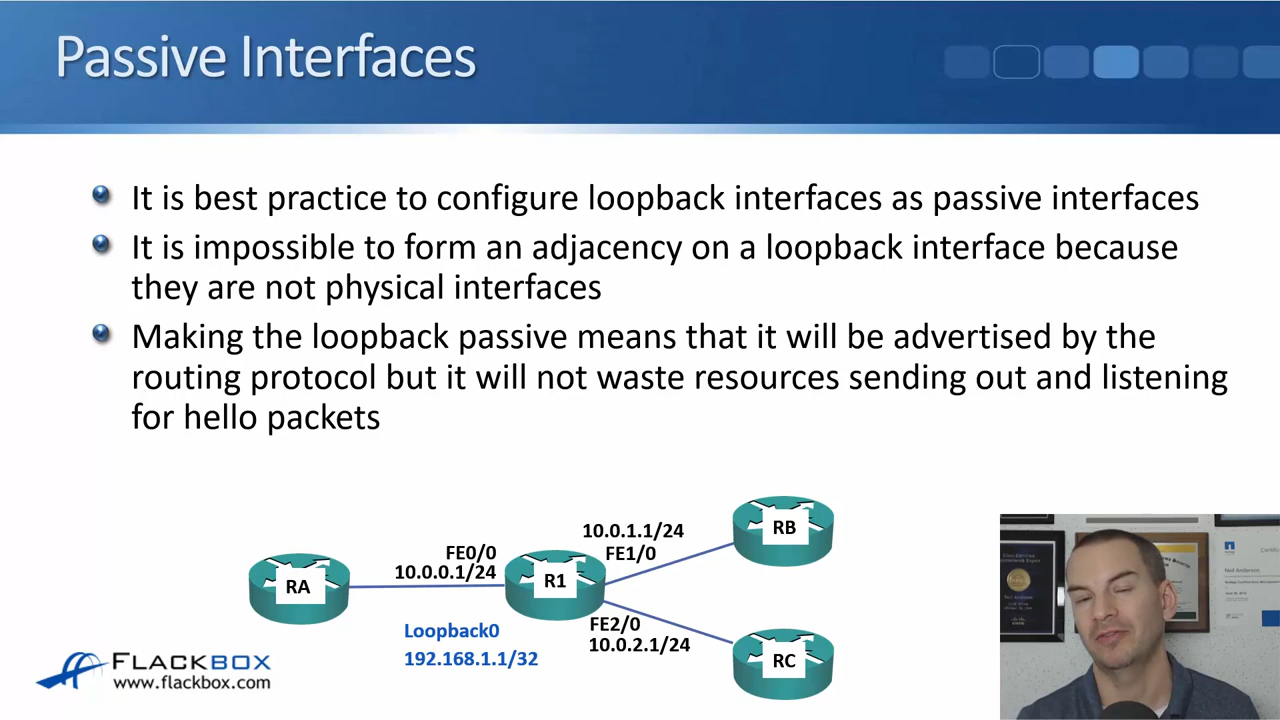 Passive Interfaces
It is best practice to configure loopback interfaces as passive interfaces
It is impossible to form an adjacency on a loopback interface because
they are not physical interfaces
Making the loopback passive means that it will be advertised by the
routing protocol but it will not waste resources sending out and listening
for hello packets
10.0.1.1/24
FE1/0
RB
FE0/0
10.0.0.1/24
RA
R1
Loopback0
192.168.1.1/32
FE2/0
10.0.2.1/24
RC
FLACKBOX
www.flackbox.com
Neil Anderson